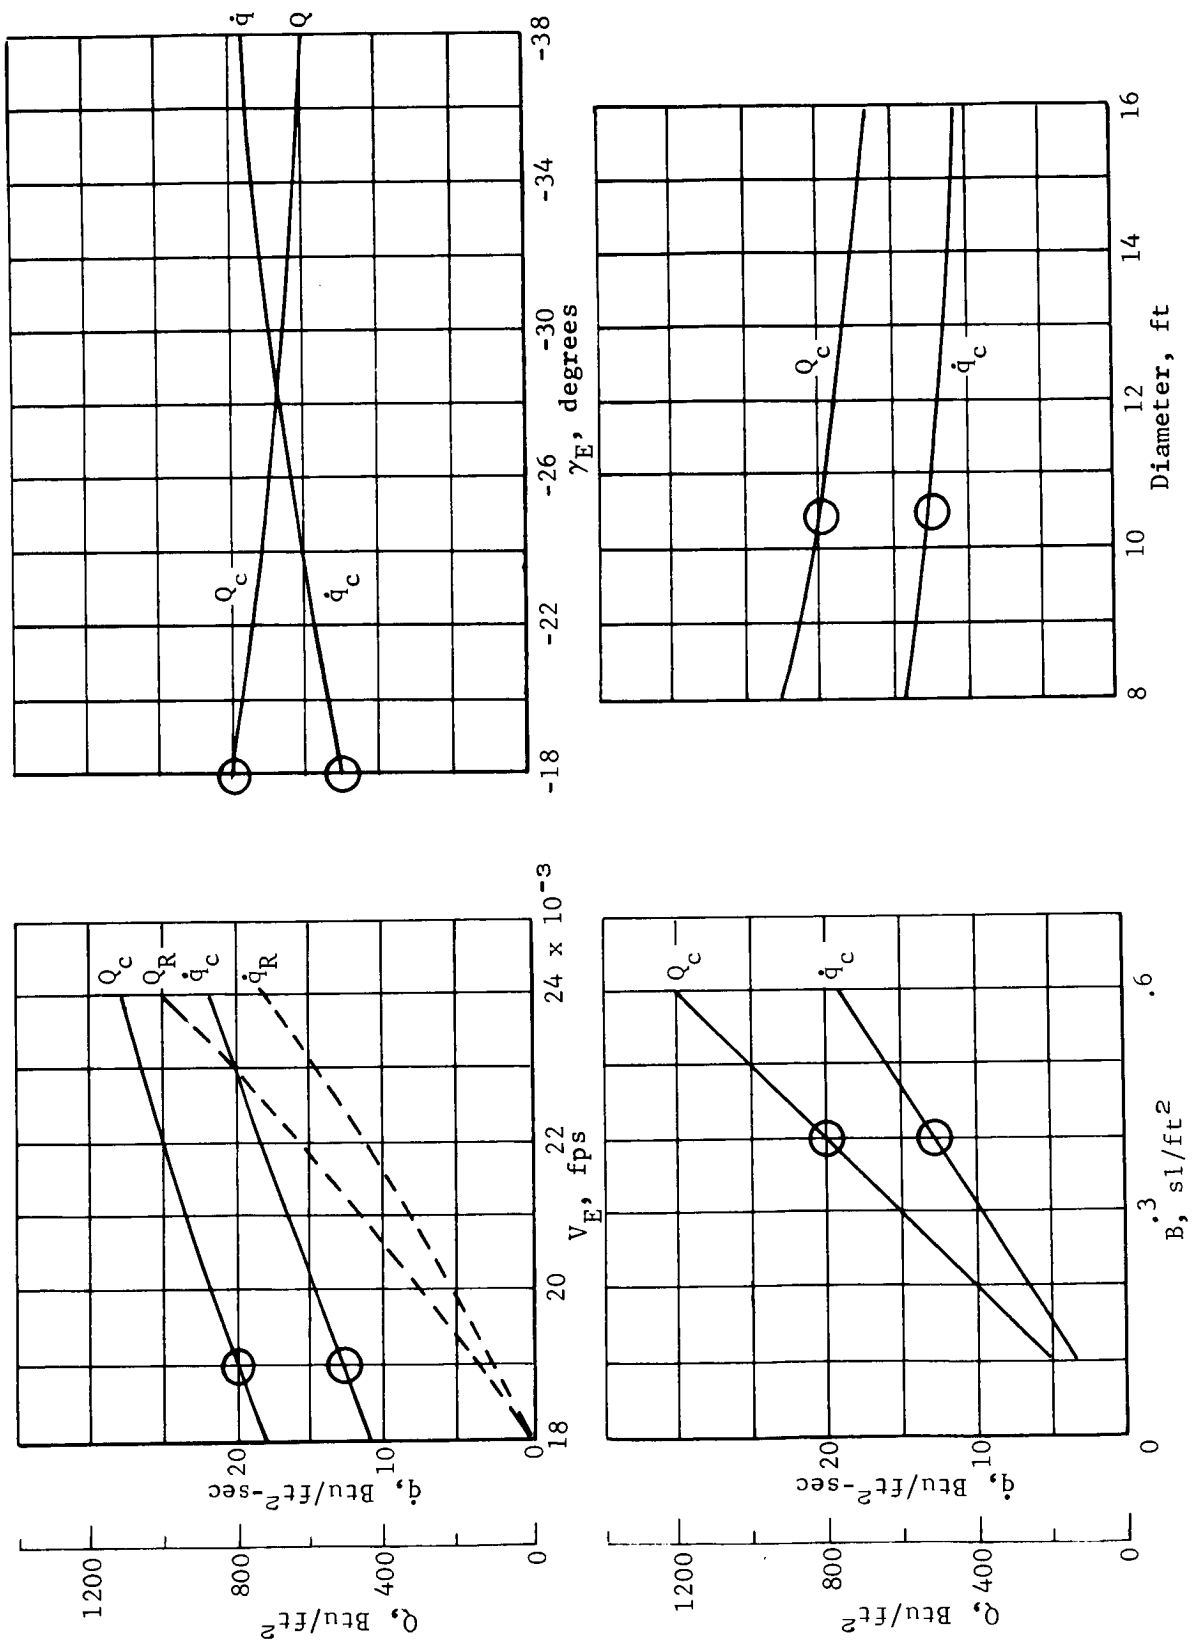 Q, Btu/ft²
1200
800
400
0
q̇, Btu/ft²-sec
20
10
0
Q_c
Q_R
q̇_c
q̇_R
18
20
22
24 x 10⁻³
V_E, fps
Q_c
q̇_c
q̇
Q
-18
-22
-26
-30
-34
-38
γ_E, degrees
Q, Btu/ft²
1200
800
400
0
q̇, Btu/ft²-sec
20
10
0
Q_c
q̇_c
.3
.6
B, sl/ft²
Q_c
q̇_c
8
10
12
14
16
Diameter, ft